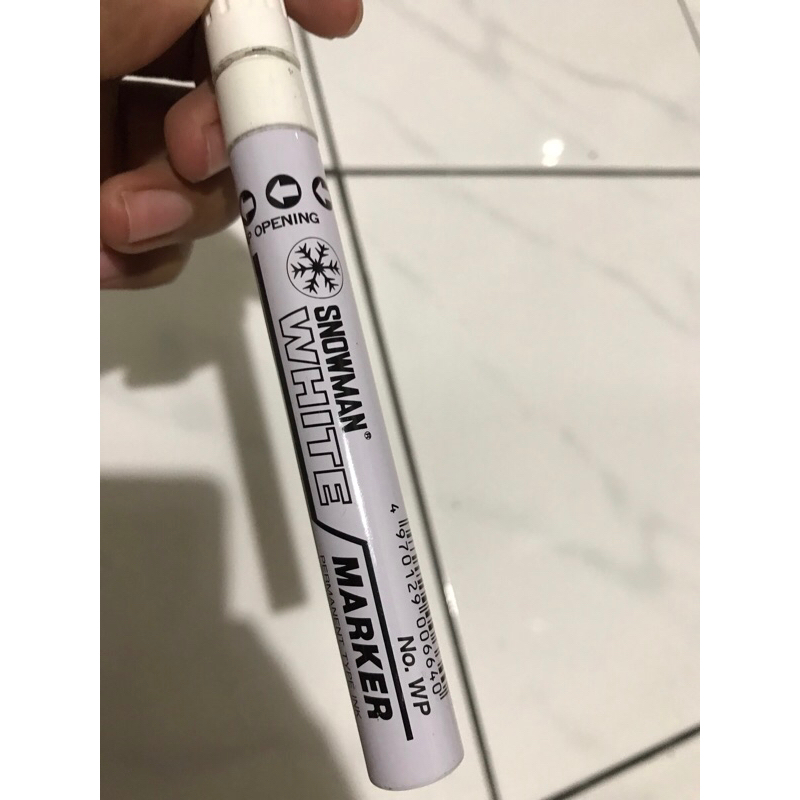 OPENING
SNOWMAN®
WHITE
MARKER
PERMANENT TYPE INK
4 970129 006640
No. WP